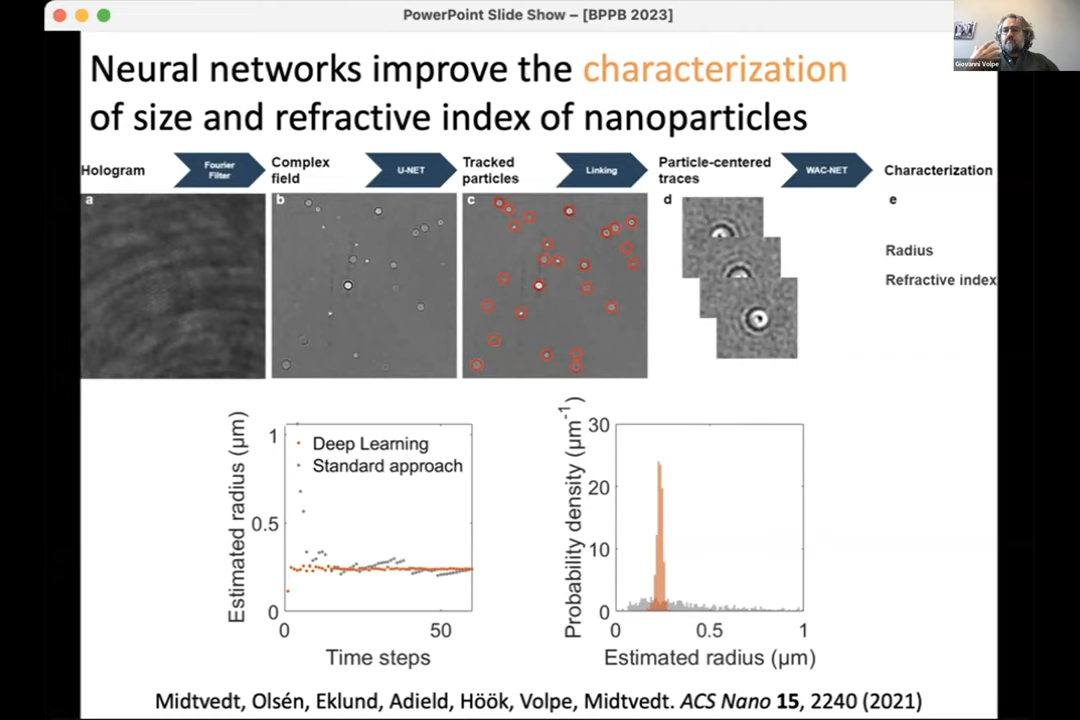 PowerPoint Slide Show – [BPPB 2023]
Giovanni Volpe
Neural networks improve the characterization
of size and refractive index of nanoparticles
Hologram
Fourier
Filter
Complex
field
U-NET
Tracked
particles
Linking
Particle-centered
traces
WAC-NET
Characterization
a
b
c
d
e
Radius
Refractive index
Estimated radius (μm)
1
0.5
0
Deep Learning
Standard approach
0
50
Time steps
Probability density (μm⁻¹)
30
20
10
0
0
0.5
1
Estimated radius (μm)
Midtvedt, Olsén, Eklund, Adield, Höök, Volpe, Midtvedt. ACS Nano 15, 2240 (2021)